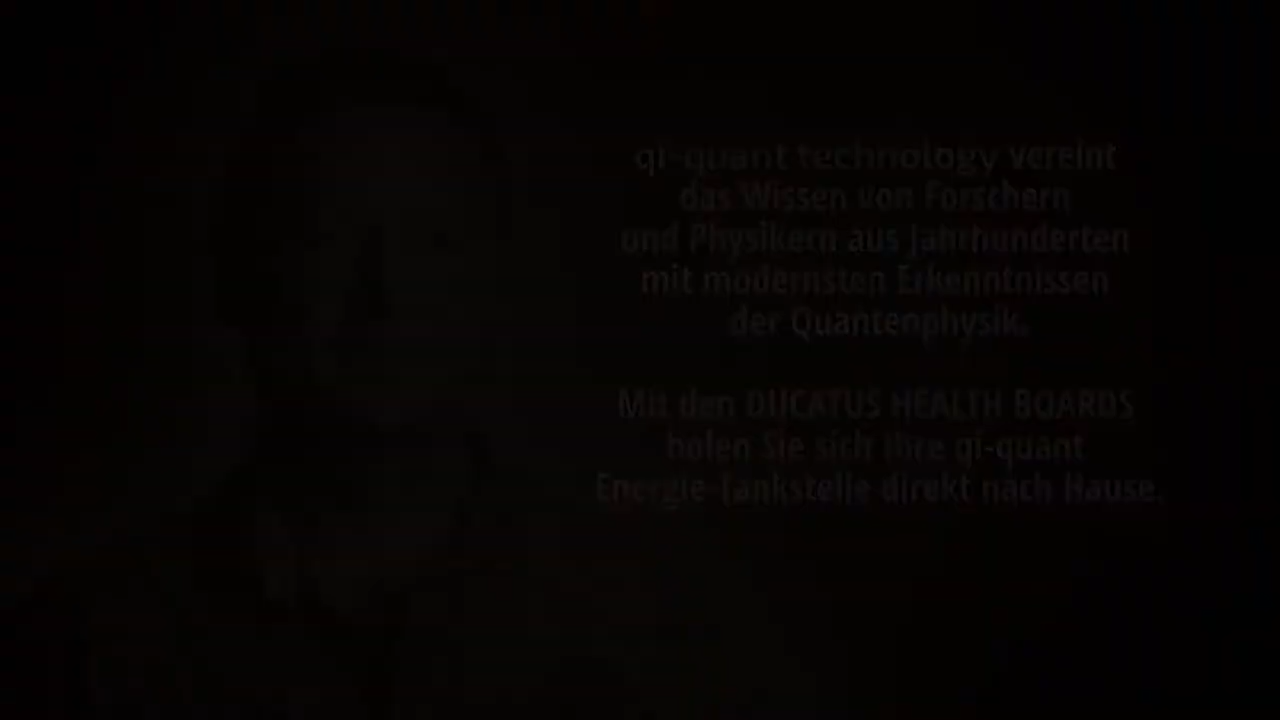 qi-quant technology vereint
das Wissen von Forschern
und Physikern aus Jahrhunderten
mit modernsten Erkenntnissen
der Quantenphysik.
Mit den DUCATUS HEALTH BOARDS
holen Sie sich Ihre qi-quant
Energie-Tankstelle direkt nach Hause.